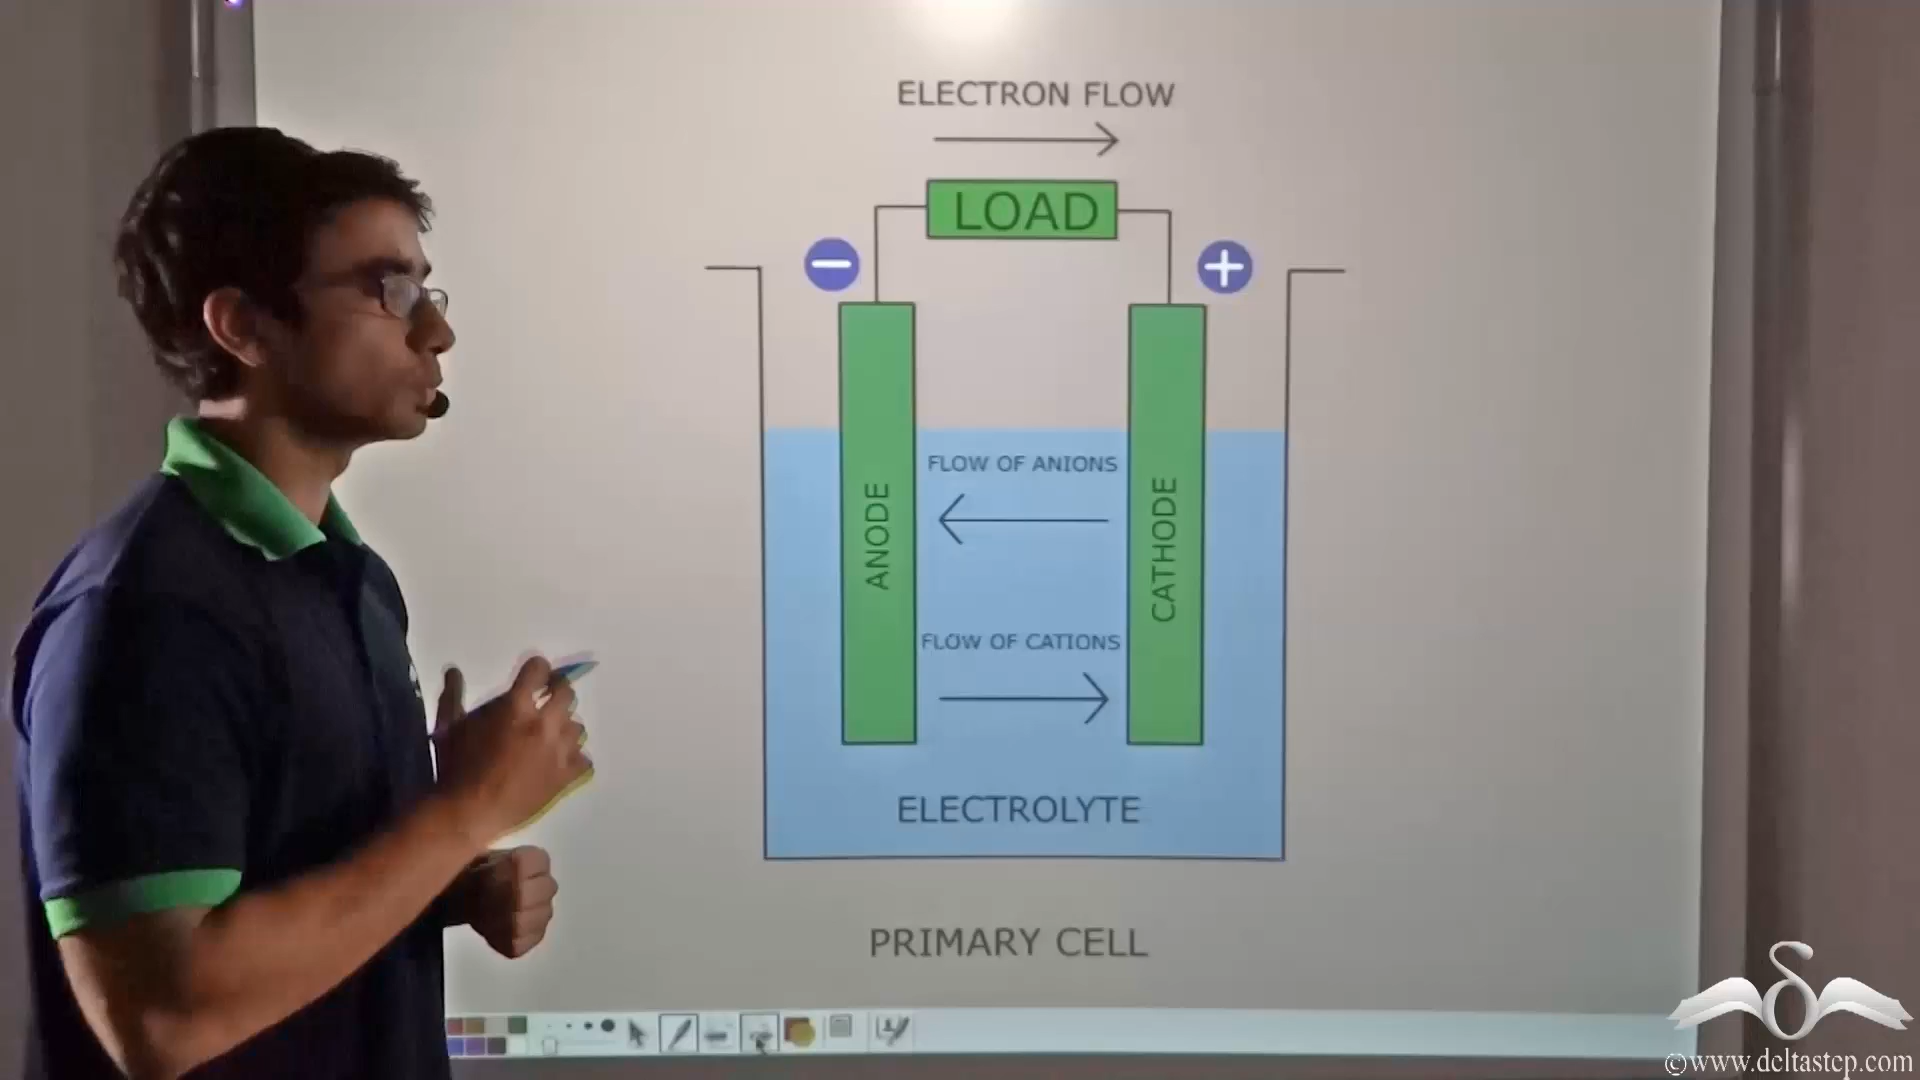 ELECTRON FLOW
LOAD
FLOW OF ANIONS
ANODE
CATHODE
FLOW OF CATIONS
ELECTROLYTE
PRIMARY CELL
©www.deltastep.com